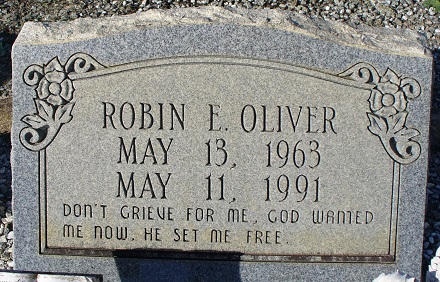 ROBIN E. OLIVER
MAY 13, 1963
MAY 11, 1991
DON'T GRIEVE FOR ME, GOD WANTED
ME NOW. HE SET ME FREE.